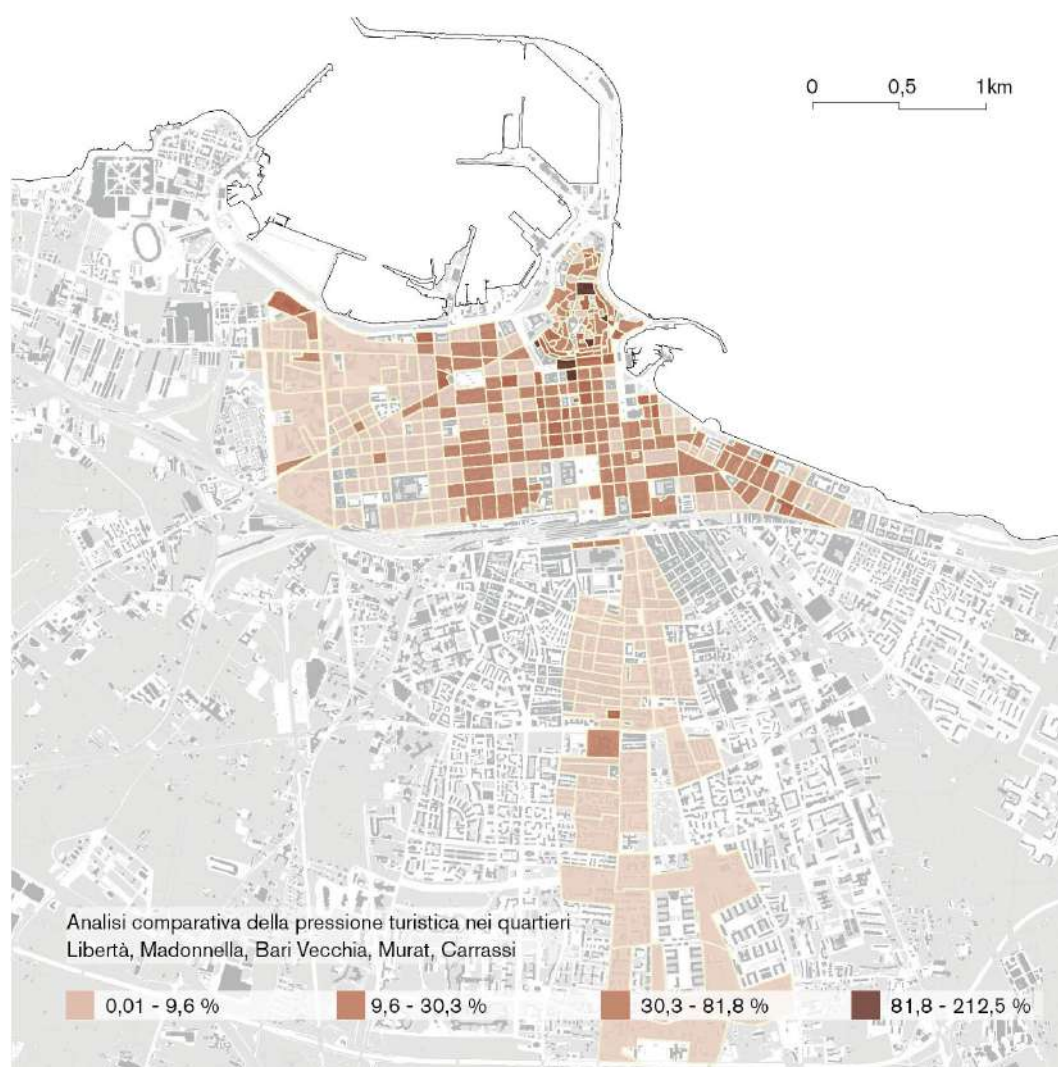 0 0,5 1km
Analisi comparativa della pressione turistica nei quartieri
Libertà, Madonnella, Bari Vecchia, Murat, Carrassi
0,01 - 9,6 % 9,6 - 30,3 % 30,3 - 81,8 % 81,8 - 212,5 %